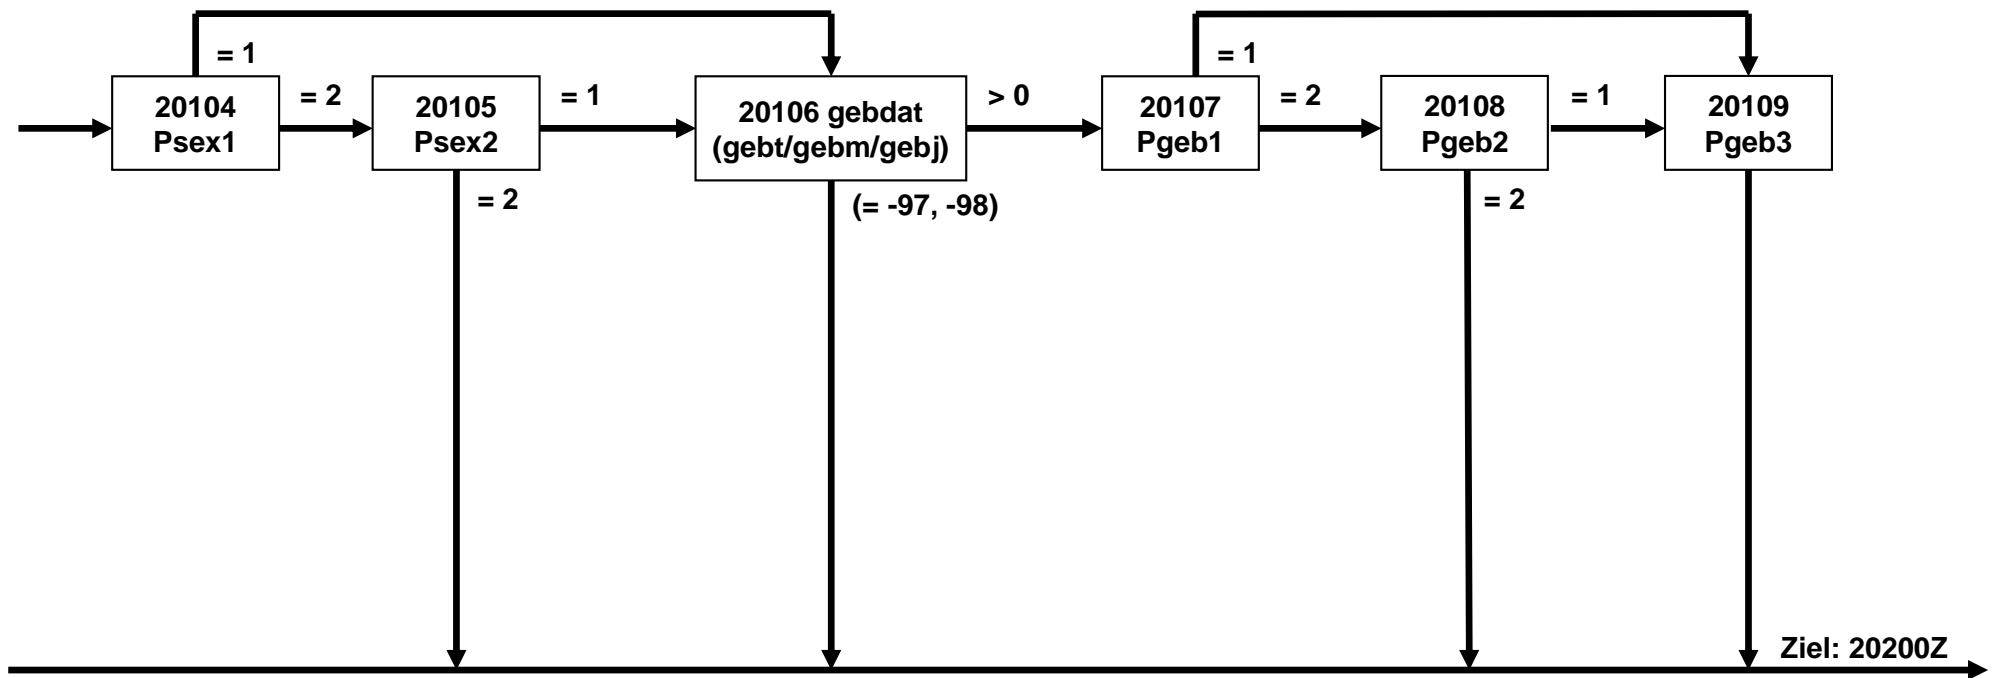 = 1
20104
Psex1
= 2
20105
Psex2
= 1
= 2
20106 gebdat
(gebt/gebm/gebj)
> 0
(= -97, -98)
= 1
20107
Pgeb1
= 2
20108
Pgeb2
= 1
= 2
20109
Pgeb3
Ziel: 20200Z